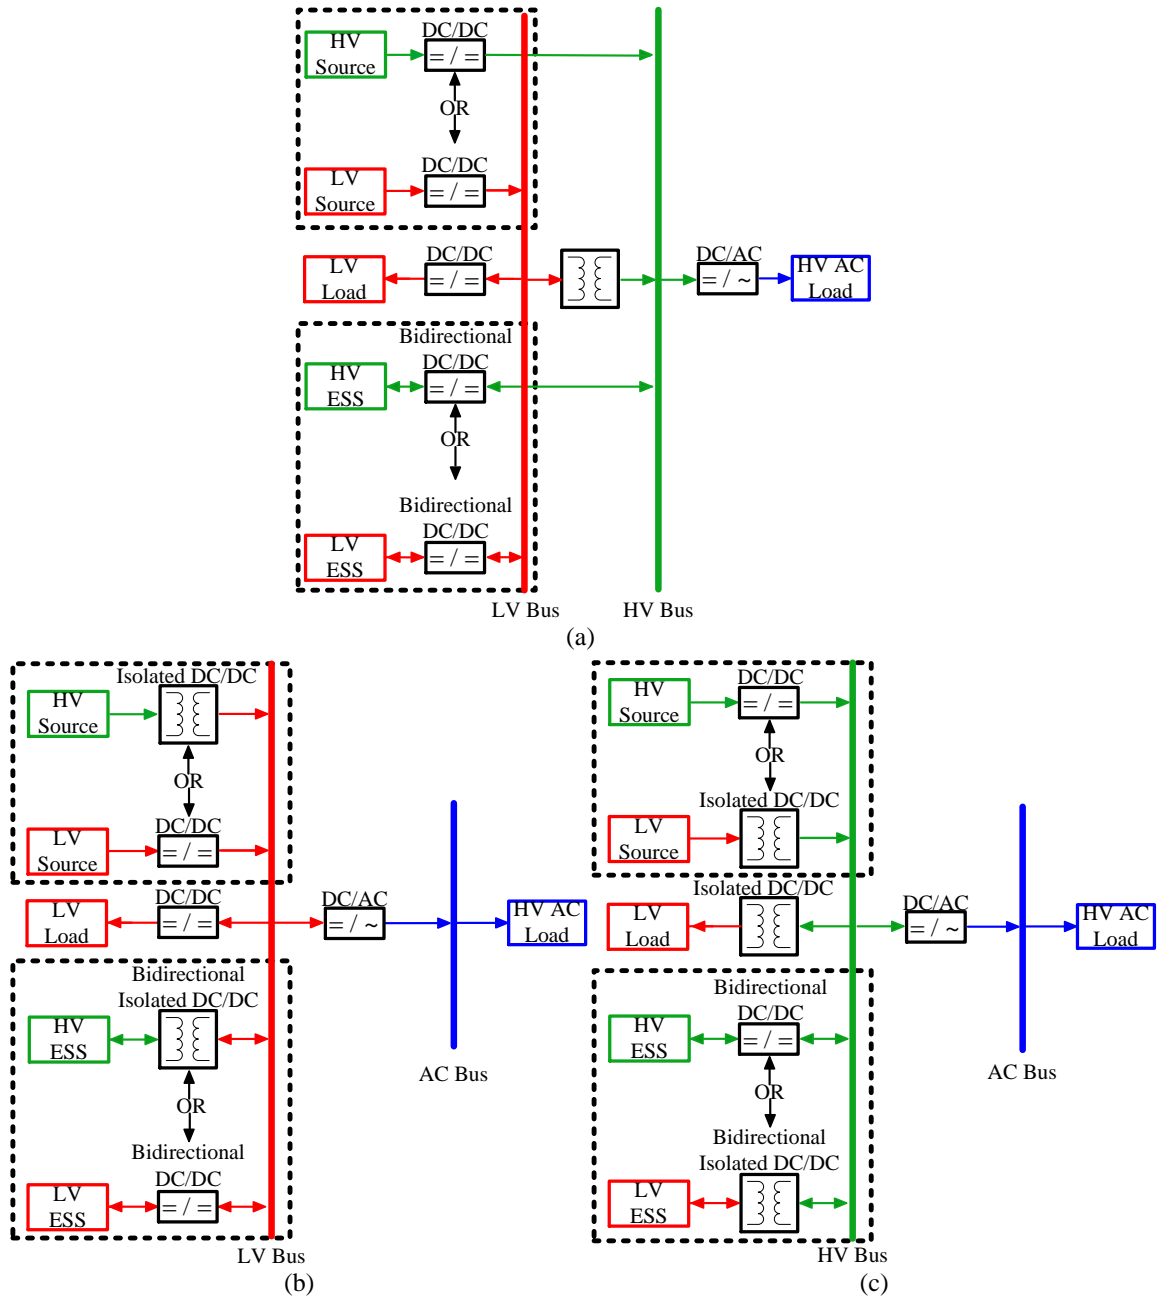 DC/DC
HV
Source
= / =
OR
DC/DC
LV
Source
= / =
DC/DC
LV
Load
= / =
DC/AC
= / ~
HV AC
Load
Bidirectional
DC/DC
HV
ESS
= / =
OR
Bidirectional
DC/DC
LV
ESS
= / =
LV Bus
HV Bus
(a)
Isolated DC/DC
HV
Source
OR
DC/DC
LV
Source
= / =
DC/DC
LV
Load
= / =
DC/AC
= / ~
HV AC
Load
Bidirectional
Isolated DC/DC
HV
ESS
OR
Bidirectional
DC/DC
LV
ESS
= / =
AC Bus
LV Bus
(b)
DC/DC
HV
Source
= / =
OR
Isolated DC/DC
LV
Source
Isolated DC/DC
LV
Load
DC/AC
= / ~
HV AC
Load
Bidirectional
DC/DC
HV
ESS
= / =
OR
Bidirectional
Isolated DC/DC
LV
ESS
AC Bus
HV Bus
(c)